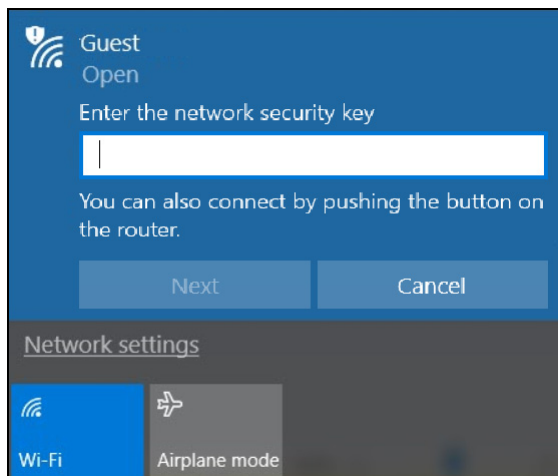 Guest
Open
Enter the network security key
You can also connect by pushing the button on
the router.
Next
Cancel
Network settings
Wi-Fi
Airplane mode